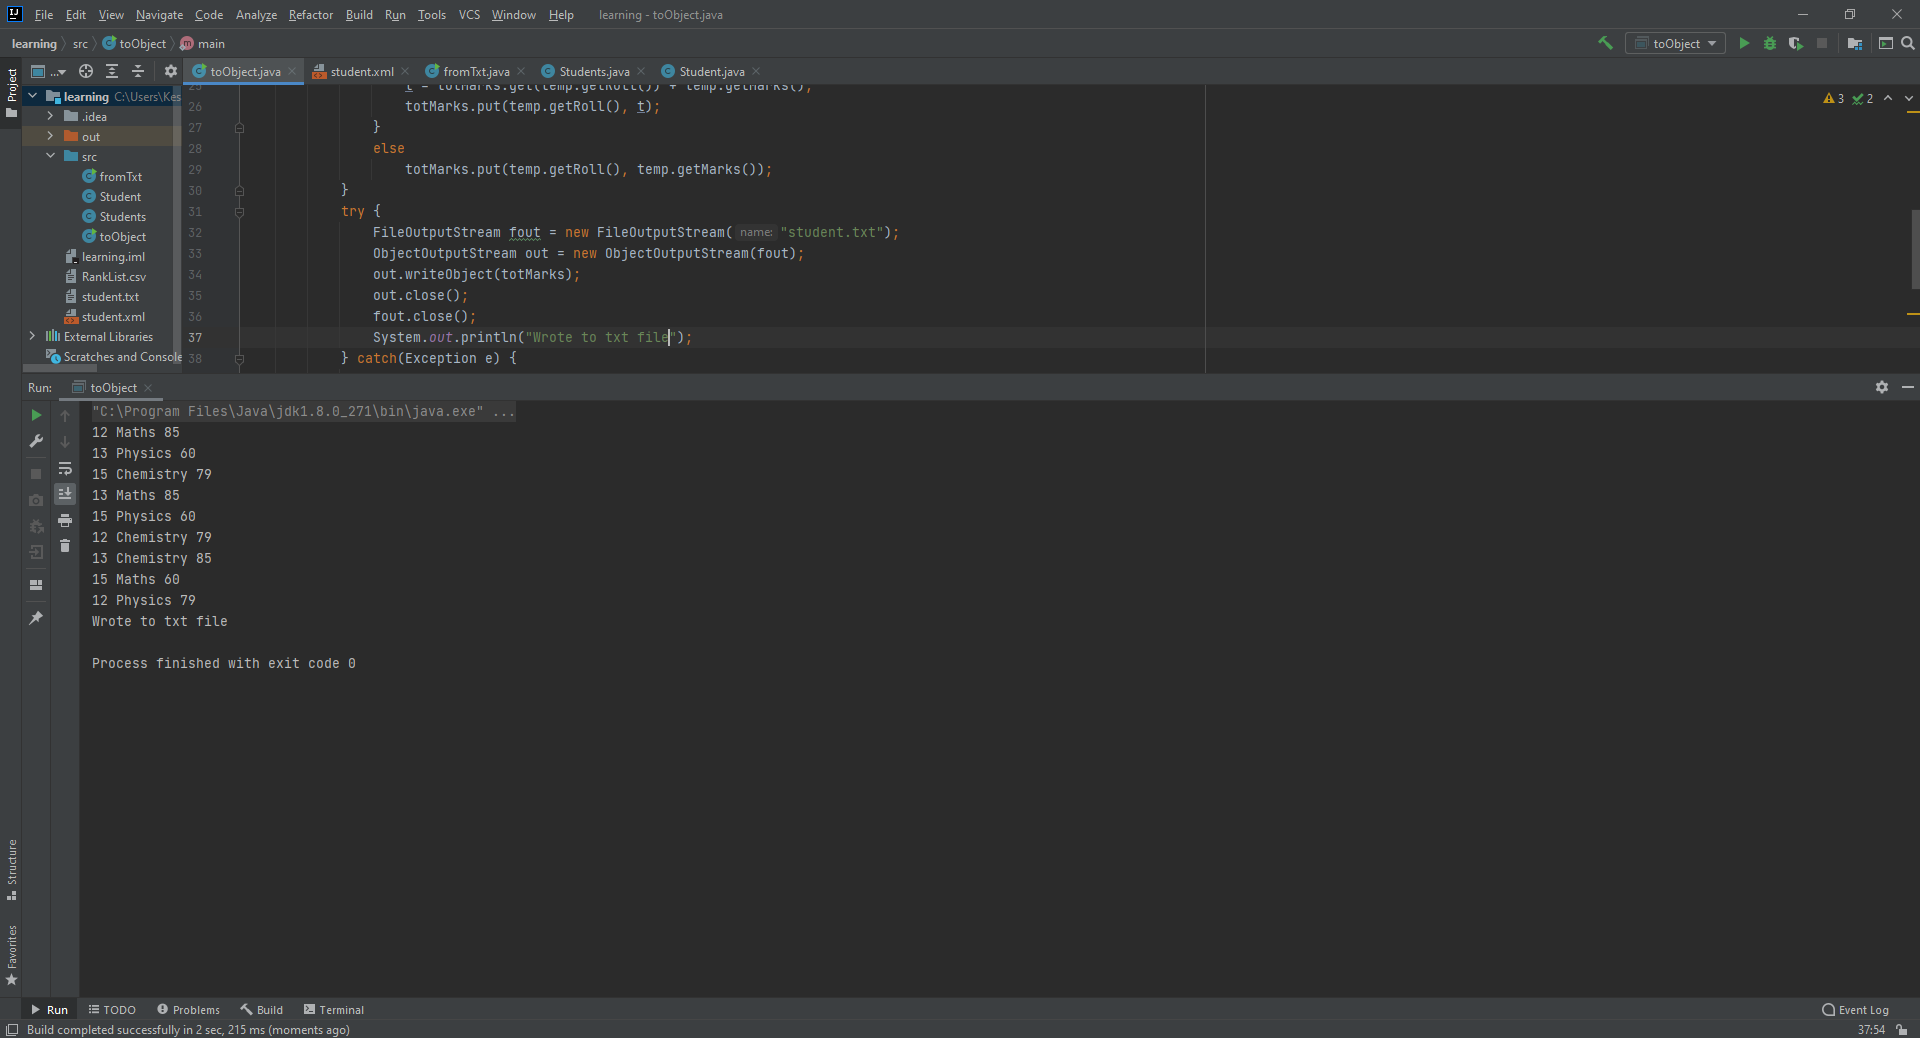 File Edit View Navigate Code Analyze Refactor Build Run Tools VCS Window Help learning - toObject.java
learning src toObject main toObject
Project
... toObject.java student.xml fromTxt.java Students.java Student.java
learning C:\Users\Kes
.idea
out
src
fromTxt
Student
Students
toObject
learning.iml
RankList.csv
student.txt
student.xml
External Libraries
Scratches and Console
25 t = totMarks.get(temp.getRoll()) + temp.getMarks();
26 totMarks.put(temp.getRoll(), t);
27 }
28 else
29 totMarks.put(temp.getRoll(), temp.getMarks());
30 }
31 try {
32 FileOutputStream fout = new FileOutputStream( name: "student.txt");
33 ObjectOutputStream out = new ObjectOutputStream(fout);
34 out.writeObject(totMarks);
35 out.close();
36 fout.close();
37 System.out.println("Wrote to txt file");
38 } catch(Exception e) {
3 2
Run: toObject
"C:\Program Files\Java\jdk1.8.0_271\bin\java.exe" ...
12 Maths 85
13 Physics 60
15 Chemistry 79
13 Maths 85
15 Physics 60
12 Chemistry 79
13 Chemistry 85
15 Maths 60
12 Physics 79
Wrote to txt file
Process finished with exit code 0
Structure
Favorites
Run TODO Problems Build Terminal Event Log
Build completed successfully in 2 sec, 215 ms (moments ago) 37:54